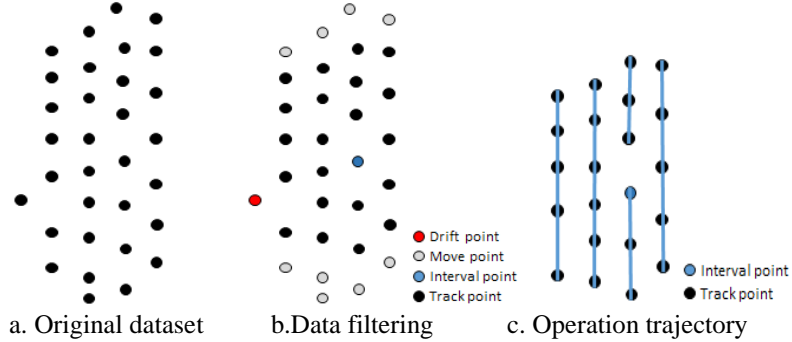 Drift point
Move point
Interval point
Track point
Interval point
Track point
a. Original dataset
b.Data filtering
c. Operation trajectory